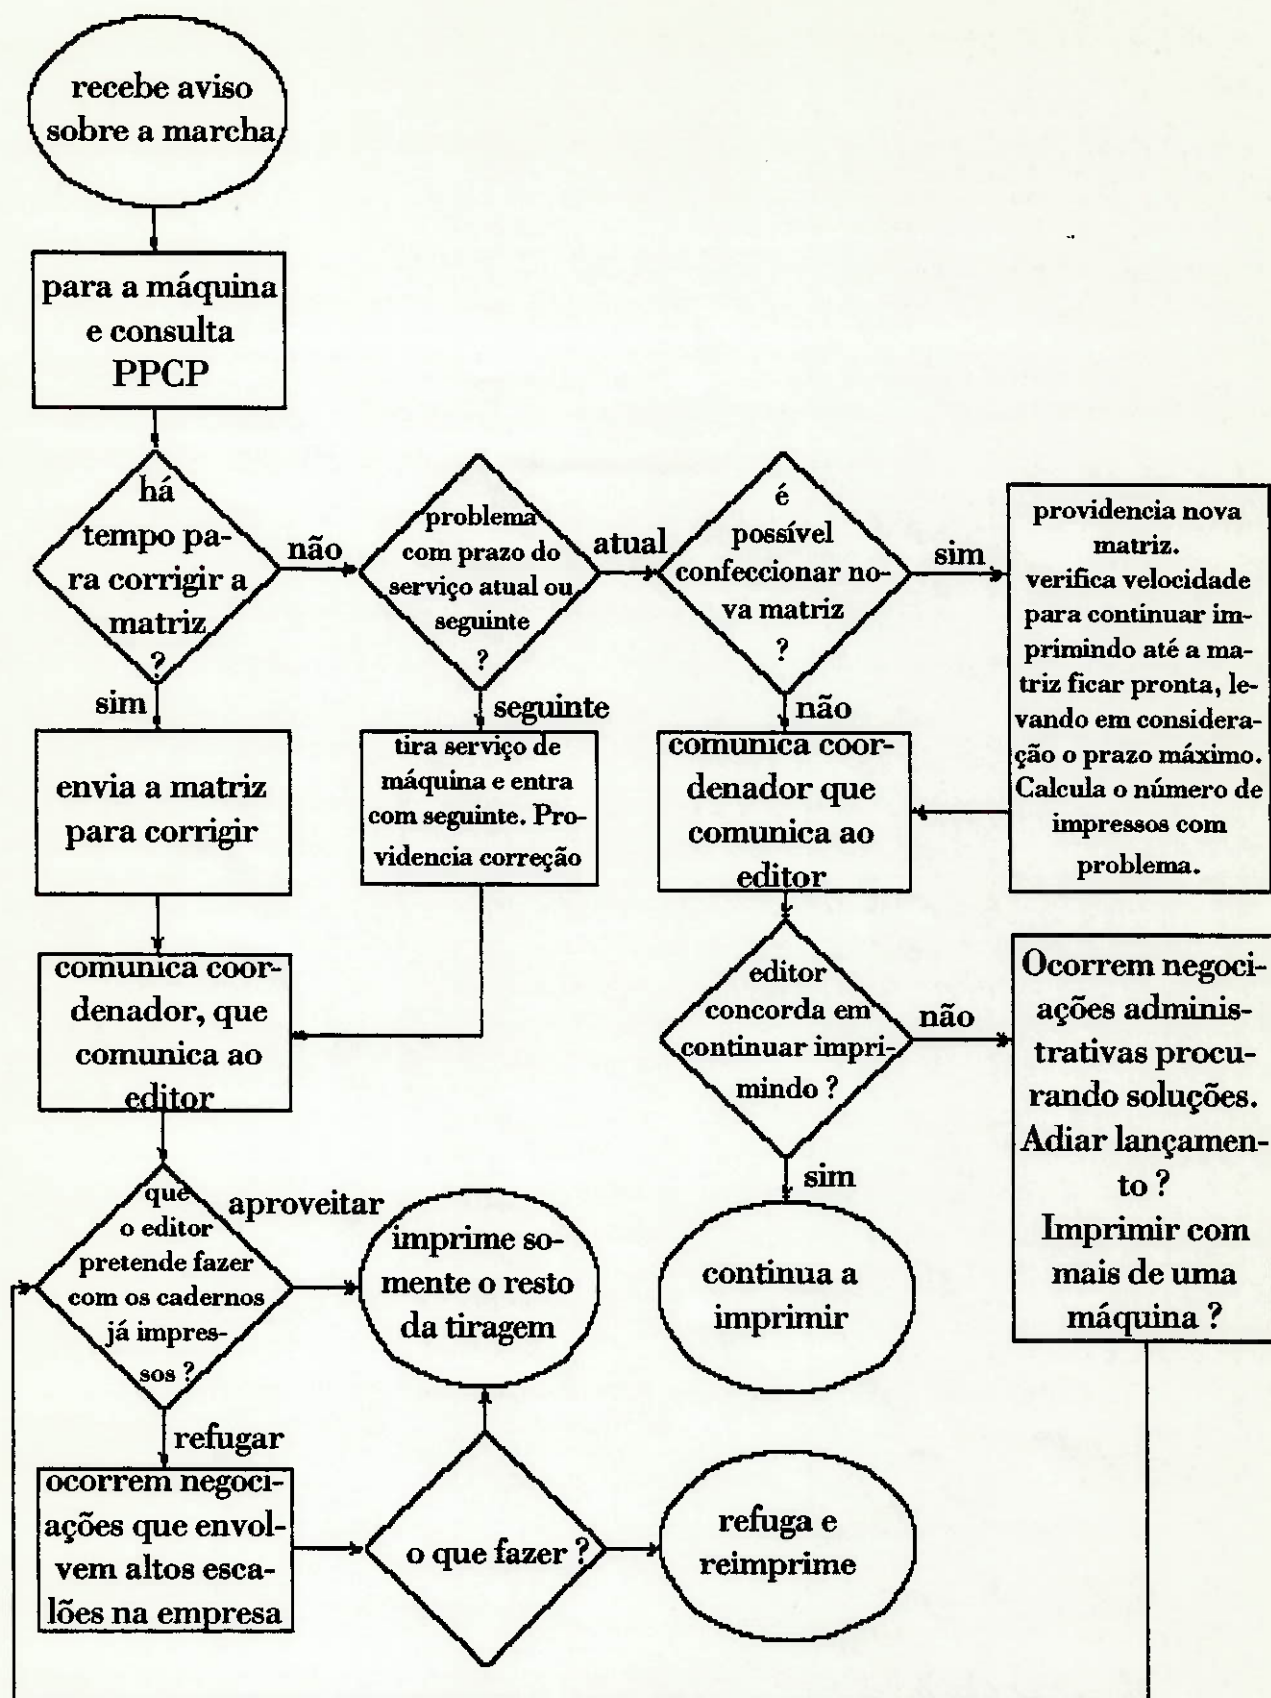 recebe aviso
sobre a marcha
para a máquina
e consulta
PPCP
há
tempo pa-
ra corrigir a
matriz
?
não
problema
com prazo do
serviço atual ou
seguinte
?
atual
é
possível
confeccionar no-
va matriz
?
sim
providencia nova
matriz.
verifica velocidade
para continuar im-
primindo até a ma-
triz ficar pronta, le-
vando em considera-
ção o prazo máximo.
Calcula o número de
impressos com
problema.
sim
seguinte
não
envia a matriz
para corrigir
tira serviço de
máquina e entra
com seguinte. Pro-
videncia correção
comunica coor-
denador que
comunica ao
editor
comunica coor-
denador, que
comunica ao
editor
editor
concorda em
continuar impri-
mindo ?
não
Ocorrem negoci-
ações adminis-
trativas procu-
rando soluções.
Adiar lançamen-
to ?
Imprimir com
mais de uma
máquina ?
sim
que
o editor
pretende fazer
com os cadernos
já impres-
sos ?
aproveitar
imprime so-
mente o resto
da tiragem
continua a
imprimir
refugar
ocorrem negoci-
ações que envol-
vem altos esca-
lões na empresa
o que fazer ?
refuga e
reimprime